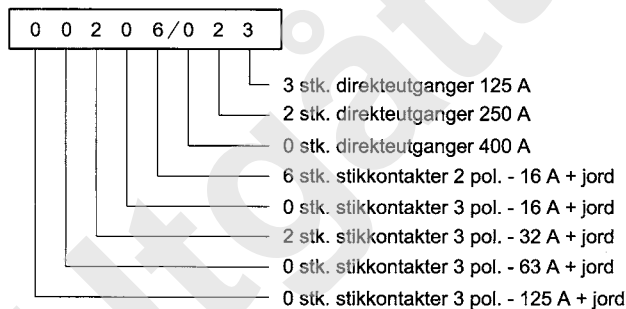 0 0 2 0 6/0 2 3
3 stk. direkteutganger 125 A
2 stk. direkteutganger 250 A
0 stk. direkteutganger 400 A
6 stk. stikkontakter 2 pol. - 16 A + jord
0 stk. stikkontakter 3 pol. - 16 A + jord
2 stk. stikkontakter 3 pol. - 32 A + jord
0 stk. stikkontakter 3 pol. - 63 A + jord
0 stk. stikkontakter 3 pol. - 125 A + jord